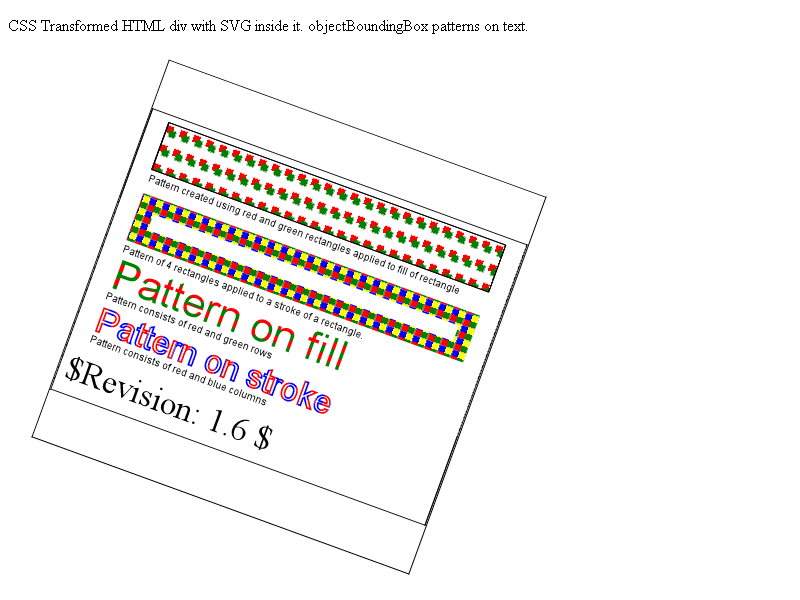 CSS Transformed HTML div with SVG inside it. objectBoundingBox patterns on text.
Pattern created using red and green rectangles applied to fill of rectangle
Pattern of 4 rectangles applied to a stroke of a rectangle.
Pattern on fill
Pattern consists of red and green rows
Pattern on stroke
Pattern consists of red and blue columns
$Revision: 1.6 $